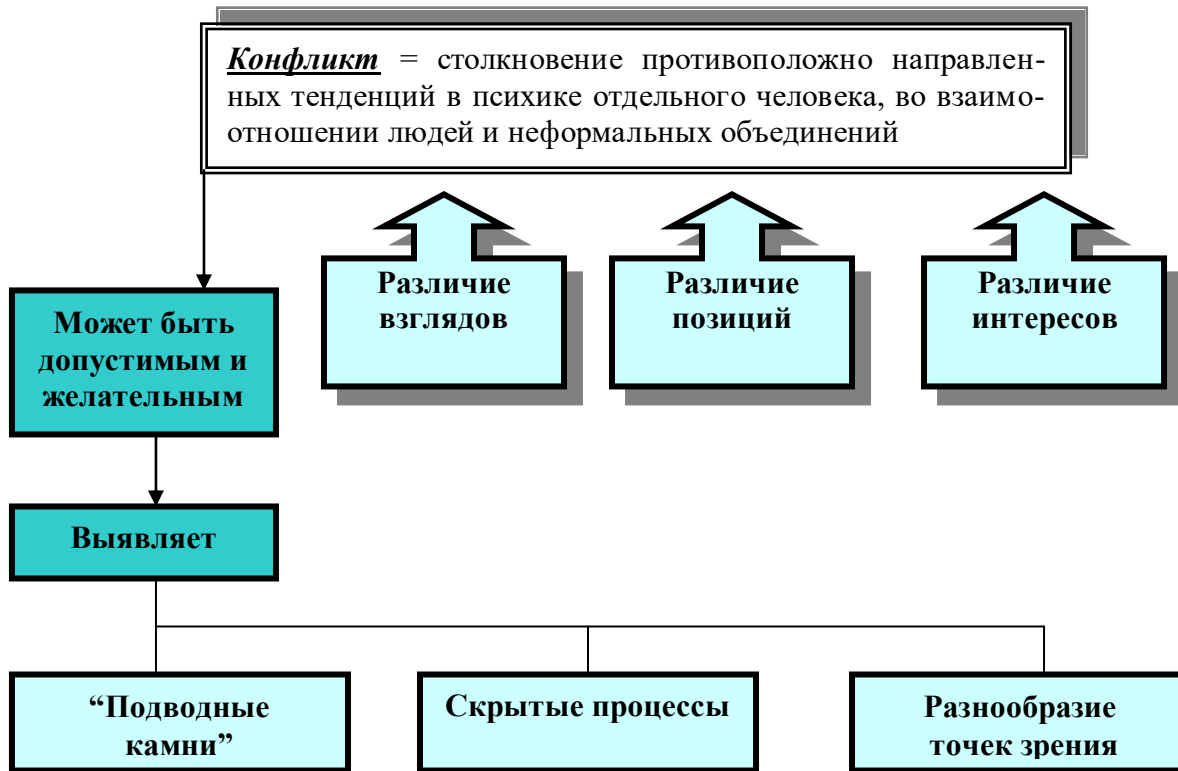 Конфликт = столкновение противоположно направлен-
ных тенденций в психике отдельного человека, во взаимо-
отношении людей и неформальных объединений
Различие
взглядов
Различие
позиций
Различие
интересов
Может быть
допустимым и
желательным
Выявляет
“Подводные
камни”
Скрытые процессы
Разнообразие
точек зрения